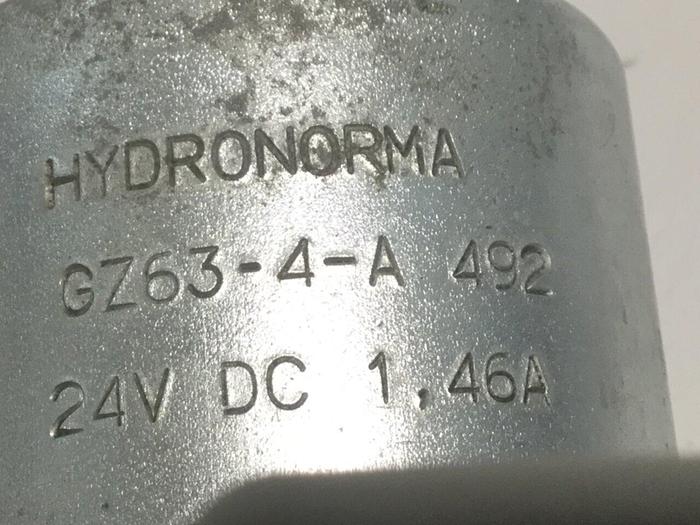 HYDRONORMA
GZ63-4-A 492
24V DC 1,46A